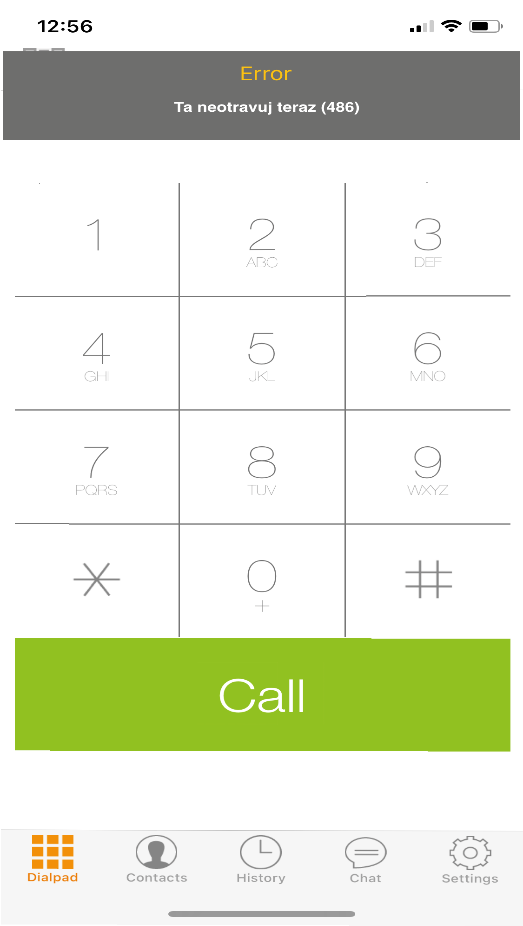 12:56
Error
Ta neotravuj teraz (486)
1
2
3
ABC
DEF
4
5
6
GHI
JKL
MNO
7
8
9
PQRS
TUV
WXYZ
*
0
#
+
Call
Dialpad
Contacts
History
Chat
Settings